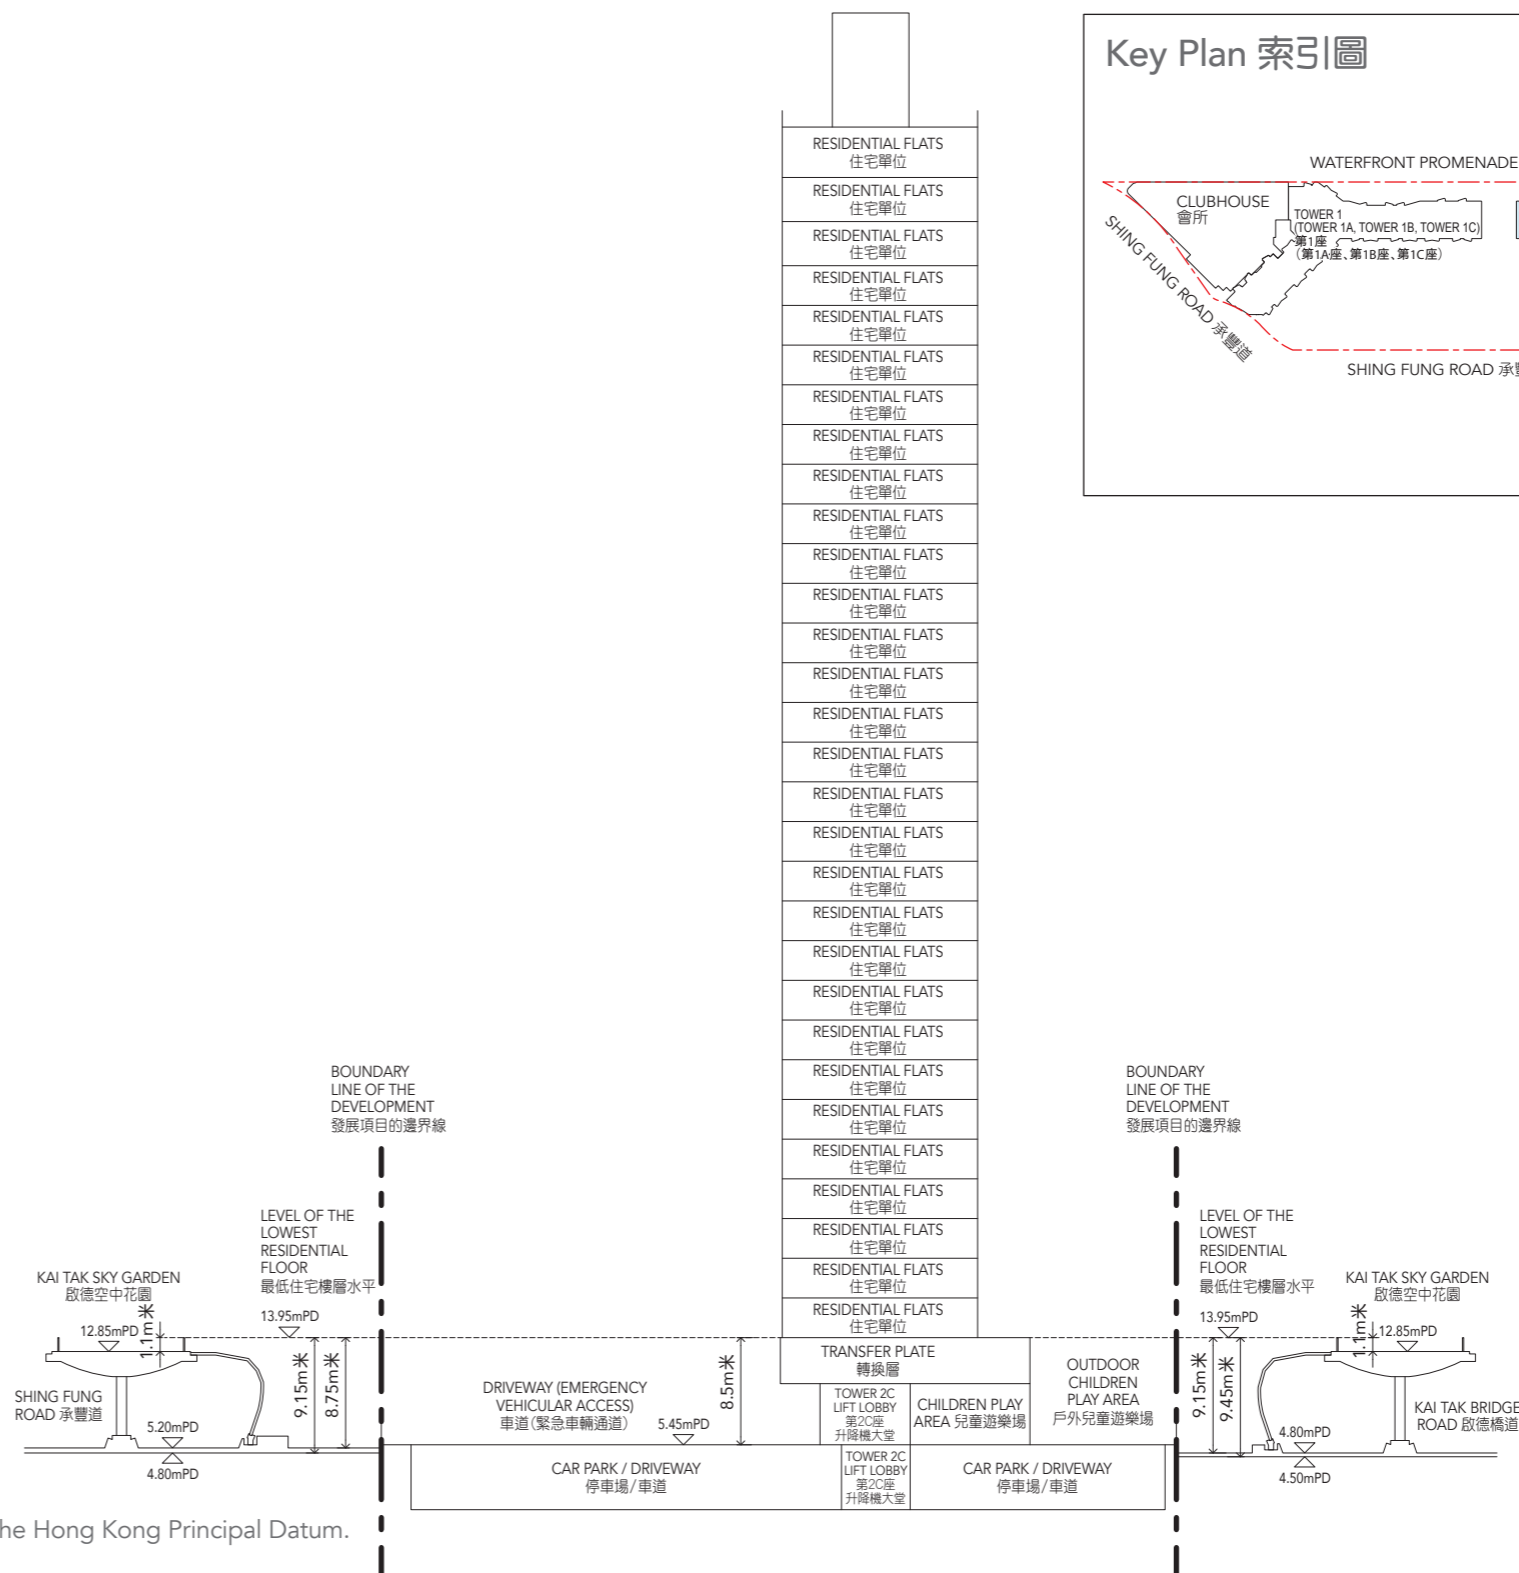 Key Plan 索引圖
WATERFRONT PROMENADE
CLUBHOUSE
會所
TOWER 1
(TOWER 1A, TOWER 1B, TOWER 1C)
第1座
(第1A座、第1B座、第1C座)
SHING FUNG ROAD 承豐道
SHING FUNG ROAD 承豐
RESIDENTIAL FLATS
住宅單位
RESIDENTIAL FLATS
住宅單位
RESIDENTIAL FLATS
住宅單位
RESIDENTIAL FLATS
住宅單位
RESIDENTIAL FLATS
住宅單位
RESIDENTIAL FLATS
住宅單位
RESIDENTIAL FLATS
住宅單位
RESIDENTIAL FLATS
住宅單位
RESIDENTIAL FLATS
住宅單位
RESIDENTIAL FLATS
住宅單位
RESIDENTIAL FLATS
住宅單位
RESIDENTIAL FLATS
住宅單位
RESIDENTIAL FLATS
住宅單位
RESIDENTIAL FLATS
住宅單位
RESIDENTIAL FLATS
住宅單位
RESIDENTIAL FLATS
住宅單位
RESIDENTIAL FLATS
住宅單位
RESIDENTIAL FLATS
住宅單位
RESIDENTIAL FLATS
住宅單位
RESIDENTIAL FLATS
住宅單位
RESIDENTIAL FLATS
住宅單位
RESIDENTIAL FLATS
住宅單位
RESIDENTIAL FLATS
住宅單位
RESIDENTIAL FLATS
住宅單位
RESIDENTIAL FLATS
住宅單位
RESIDENTIAL FLATS
住宅單位
RESIDENTIAL FLATS
住宅單位
RESIDENTIAL FLATS
住宅單位
RESIDENTIAL FLATS
住宅單位
RESIDENTIAL FLATS
住宅單位
BOUNDARY
LINE OF THE
DEVELOPMENT
發展項目的邊界線
BOUNDARY
LINE OF THE
DEVELOPMENT
發展項目的邊界線
LEVEL OF THE
LOWEST
RESIDENTIAL
FLOOR
最低住宅樓層水平
13.95mPD
KAI TAK SKY GARDEN
啟德空中花園
12.85mPD
1.1m米
SHING FUNG
ROAD 承豐道
5.20mPD
4.80mPD
9.15m米
8.75m米
DRIVEWAY (EMERGENCY
VEHICULAR ACCESS)
車道(緊急車輛通道)
5.45mPD
8.5m米
TRANSFER PLATE
轉換層
TOWER 2C
LIFT LOBBY
第2C座
升降機大堂
CHILDREN PLAY
AREA 兒童遊樂場
OUTDOOR
CHILDREN
PLAY AREA
戶外兒童遊樂場
CAR PARK / DRIVEWAY
停車場/車道
TOWER 2C
LIFT LOBBY
第2C座
升降機大堂
CAR PARK / DRIVEWAY
停車場/車道
LEVEL OF THE
LOWEST
RESIDENTIAL
FLOOR
最低住宅樓層水平
13.95mPD
9.15m米
9.45m米
KAI TAK SKY GARDEN
啟德空中花園
1.1m米
12.85mPD
KAI TAK BRIDGE
ROAD 啟德橋道
4.80mPD
4.50mPD
he Hong Kong Principal Datum.